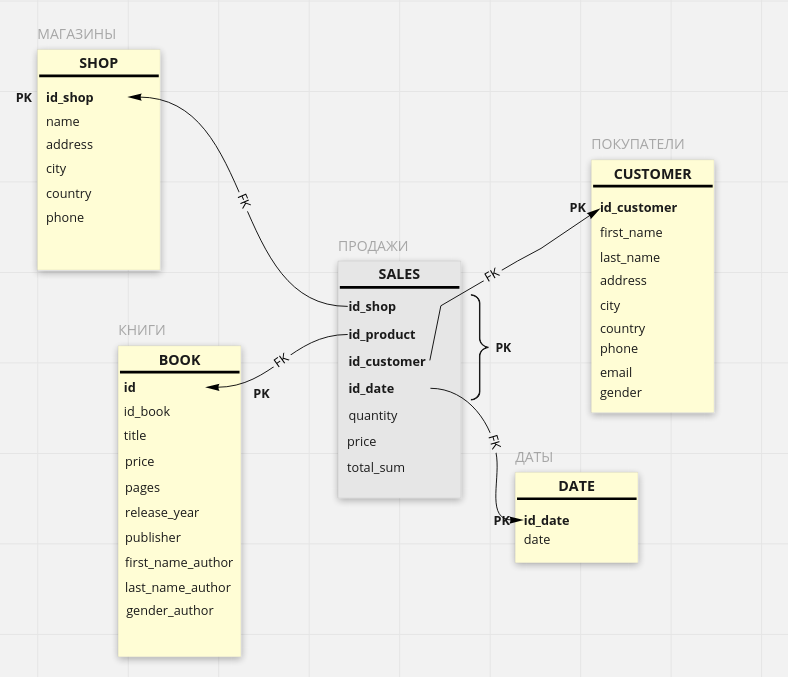 МАГАЗИНЫ
SHOP
PK
id_shop
name
address
city
country
phone
ПОКУПАТЕЛИ
CUSTOMER
PK
id_customer
first_name
last_name
address
city
country
phone
email
gender
FK
FK
ПРОДАЖИ
SALES
id_shop
id_product
id_customer
id_date
quantity
price
total_sum
PK
КНИГИ
BOOK
id
id_book
title
price
pages
release_year
publisher
first_name_author
last_name_author
gender_author
FK
PK
FK
ДАТЫ
DATE
PK
id_date
date